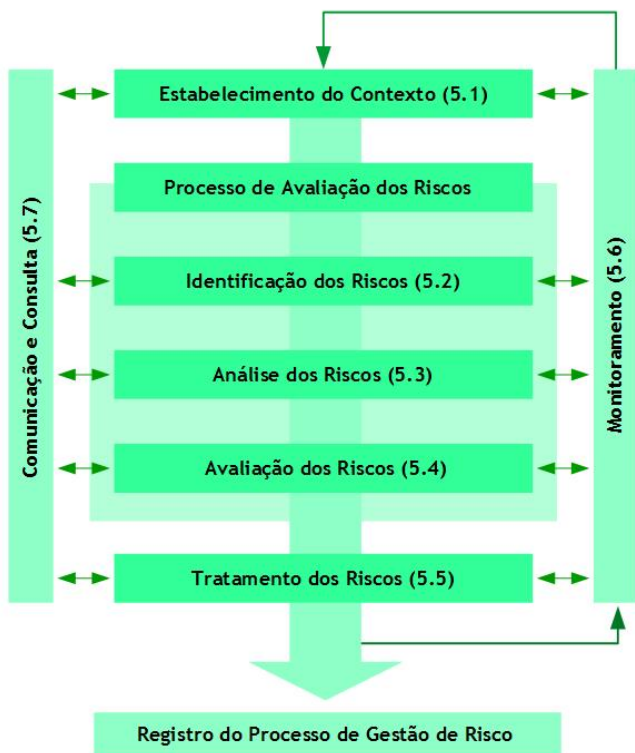 Estabelecimento do Contexto (5.1)
Processo de Avaliação dos Riscos
Identificação dos Riscos (5.2)
Análise dos Riscos (5.3)
Avaliação dos Riscos (5.4)
Tratamento dos Riscos (5.5)
Comunicação e Consulta (5.7)
Monitoramento (5.6)
Registro do Processo de Gestão de Risco